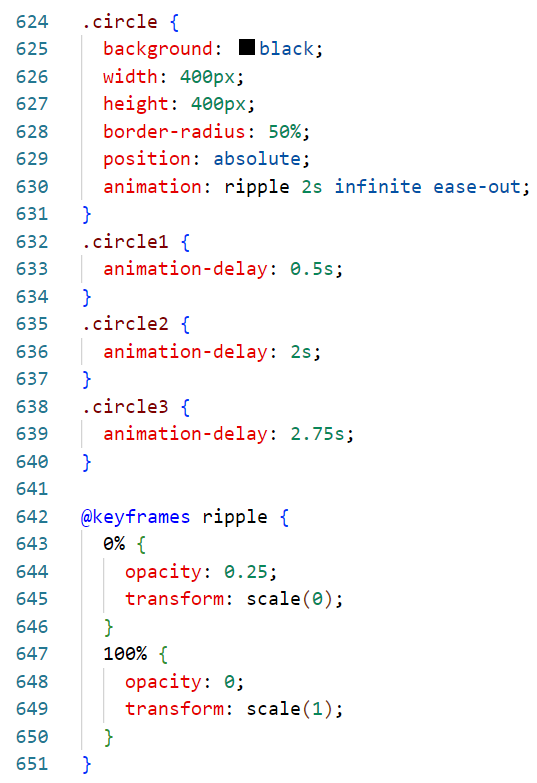 624 .circle {
625 background: black;
626 width: 400px;
627 height: 400px;
628 border-radius: 50%;
629 position: absolute;
630 animation: ripple 2s infinite ease-out;
631 }
632 .circle1 {
633 animation-delay: 0.5s;
634 }
635 .circle2 {
636 animation-delay: 2s;
637 }
638 .circle3 {
639 animation-delay: 2.75s;
640 }
641
642 @keyframes ripple {
643 0% {
644 opacity: 0.25;
645 transform: scale(0);
646 }
647 100% {
648 opacity: 0;
649 transform: scale(1);
650 }
651 }